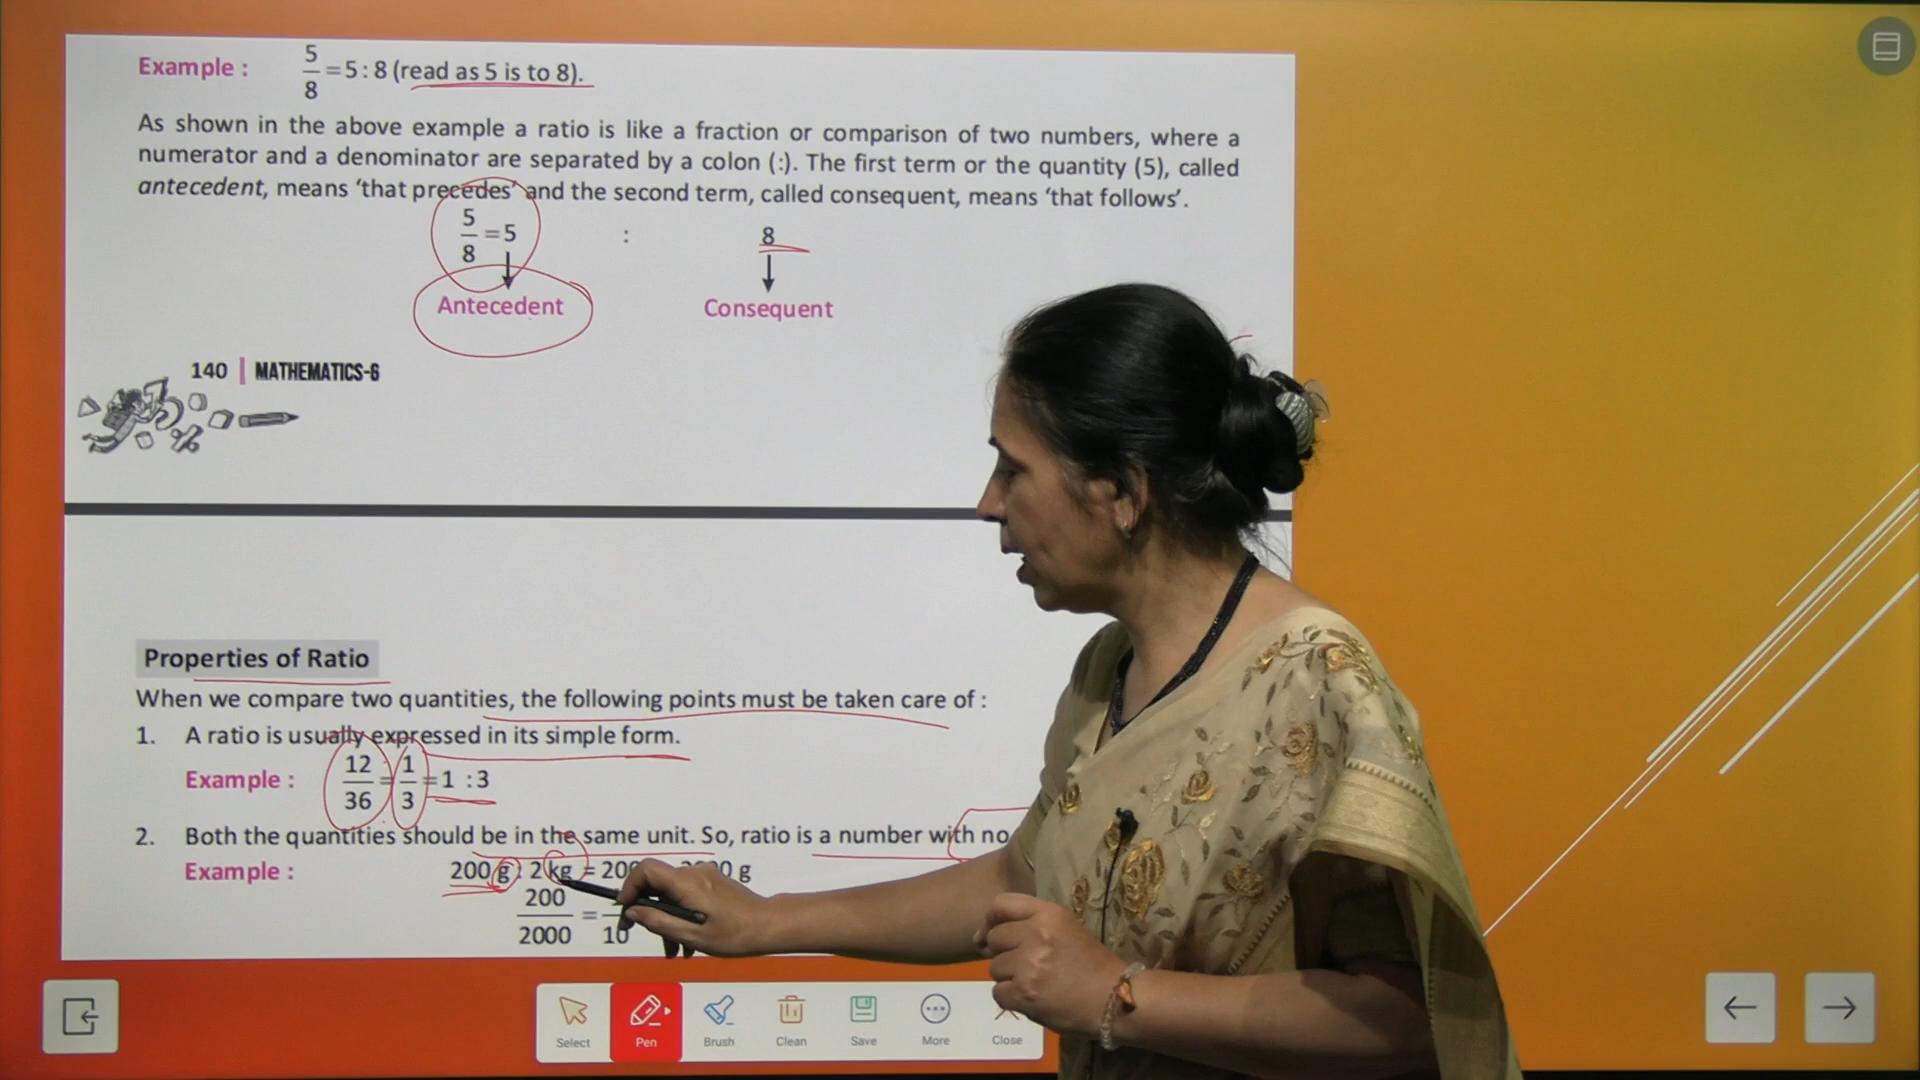 Example : 5/8 = 5 : 8 (read as 5 is to 8).
As shown in the above example a ratio is like a fraction or comparison of two numbers, where a
numerator and a denominator are separated by a colon (:). The first term or the quantity (5), called
antecedent, means ‘that precedes’ and the second term, called consequent, means ‘that follows’.
5/8 = 5 : 8
Antecedent Consequent
140 | MATHEMATICS-6
Properties of Ratio
When we compare two quantities, the following points must be taken care of :
1. A ratio is usually expressed in its simple form.
Example : 12/36 = 1/3 = 1 : 3
2. Both the quantities should be in the same unit. So, ratio is a number with no
Example : 200 g : 2 kg = 20 0 g
200/2000 = /10
Select Pen Brush Clean Save More Close